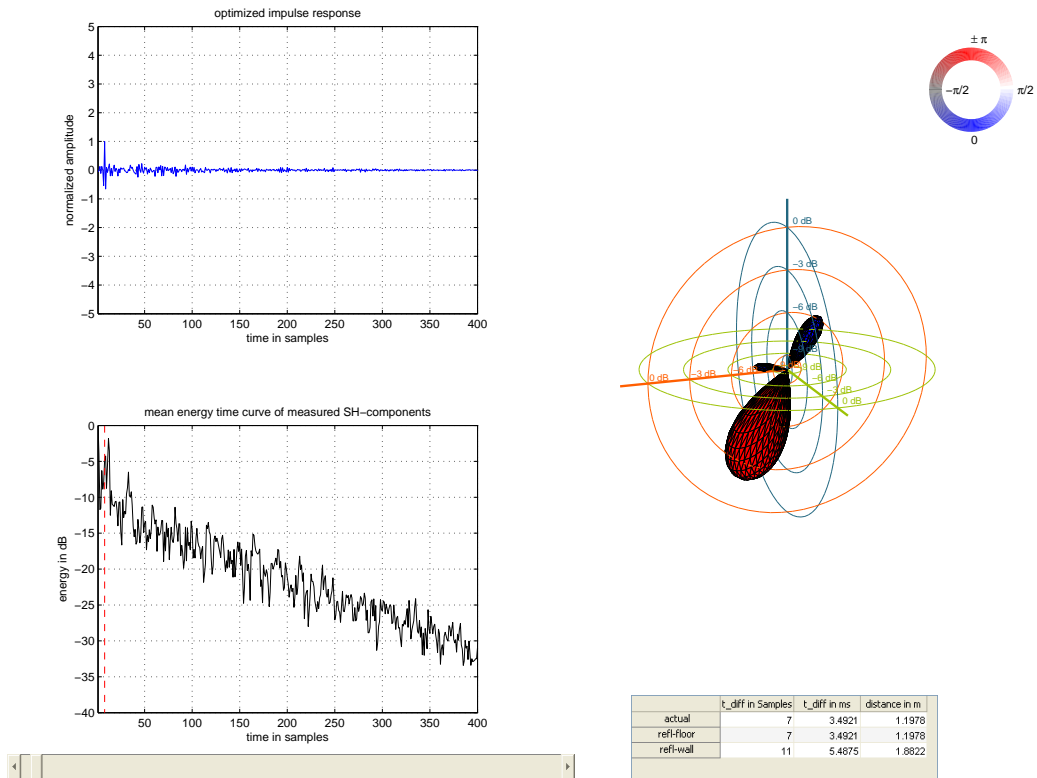 optimized impulse response
5
4
3
2
1
0
−1
−2
−3
−4
−5
normalized amplitude
50 100 150 200 250 300 350 400
time in samples
± π
−π/2
π/2
0
0 dB
−3 dB
−6 dB
0 dB
−3 dB
−6 dB
−6 dB
0 dB
mean energy time curve of measured SH−components
0
−5
−10
−15
−20
−25
−30
−35
−40
energy in dB
50 100 150 200 250 300 350 400
time in samples
t_diff in Samples t_diff in ms distance in m
actual 7 3.4921 1.1978
refl-floor 7 3.4921 1.1978
refl-wall 11 5.4875 1.8822